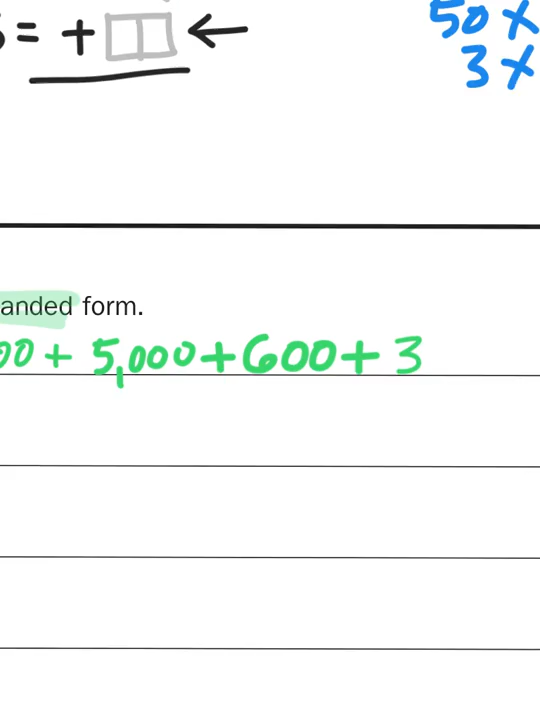 = +
50 x
3 x
anded form.
00 + 5,000 + 600 + 3